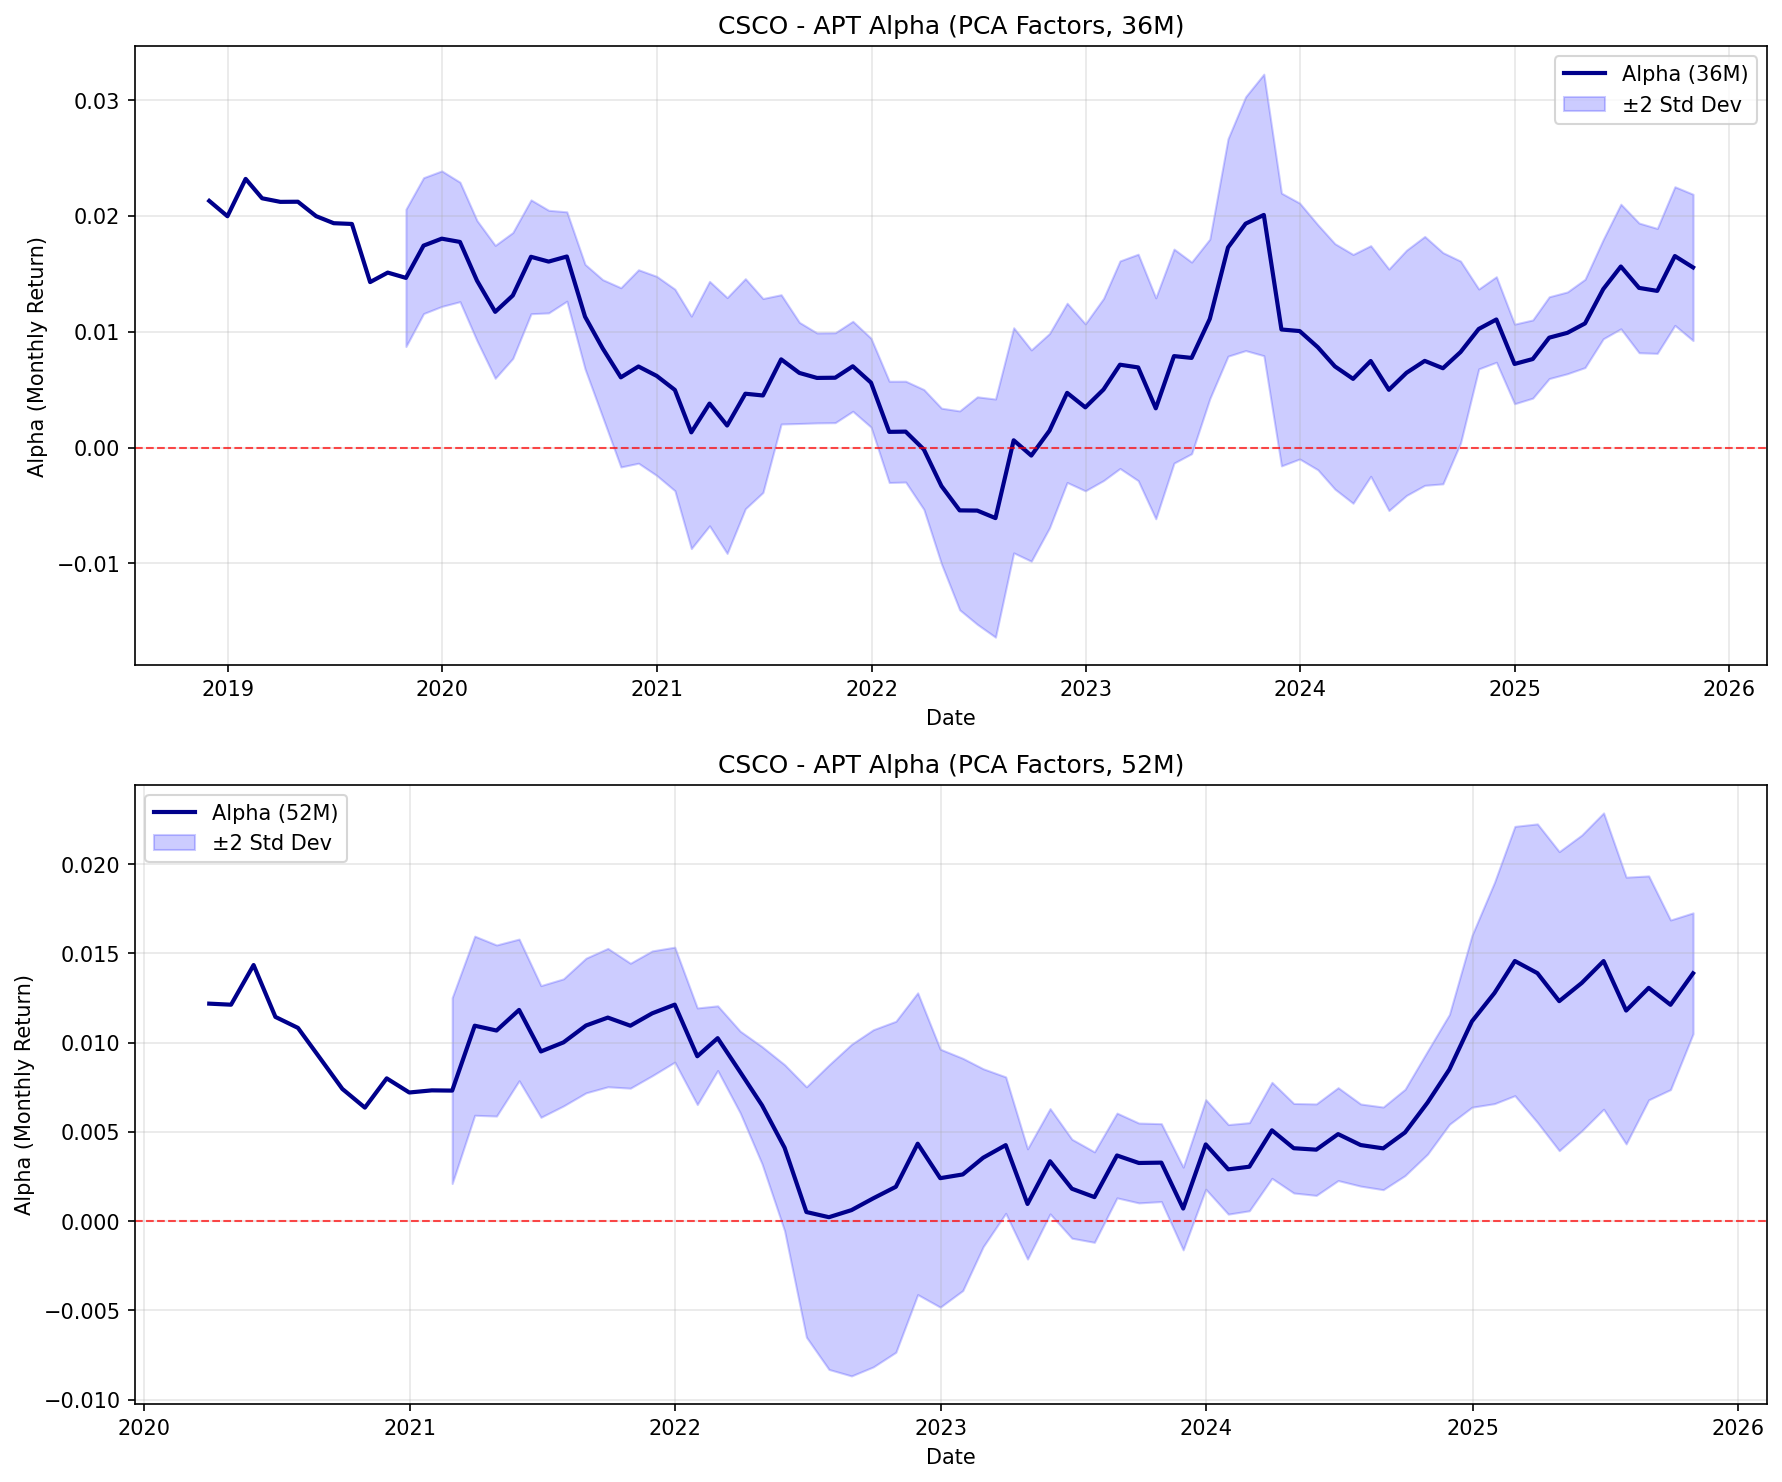 CSCO - APT Alpha (PCA Factors, 36M)
Alpha (36M)
±2 Std Dev
Alpha (Monthly Return)
0.03
0.02
0.01
0.00
−0.01
2019 2020 2021 2022 2023 2024 2025 2026
Date
CSCO - APT Alpha (PCA Factors, 52M)
Alpha (52M)
±2 Std Dev
Alpha (Monthly Return)
0.020
0.015
0.010
0.005
0.000
−0.005
−0.010
2020 2021 2022 2023 2024 2025 2026
Date